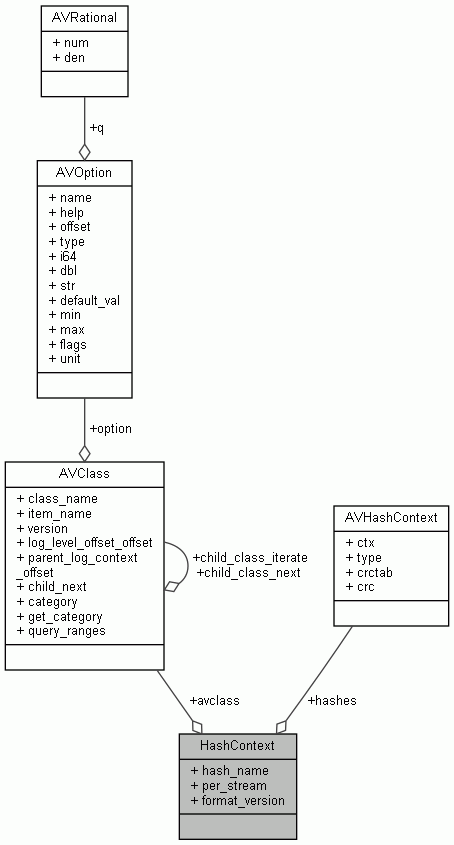 AVRational
+ num
+ den
+q
AVOption
+ name
+ help
+ offset
+ type
+ i64
+ dbl
+ str
+ default_val
+ min
+ max
+ flags
+ unit
+option
AVClass
+ class_name
+ item_name
+ version
+ log_level_offset_offset
+ parent_log_context
_offset
+ child_next
+ category
+ get_category
+ query_ranges
+child_class_iterate
+child_class_next
AVHashContext
+ ctx
+ type
+ crctab
+ crc
+avclass
+hashes
HashContext
+ hash_name
+ per_stream
+ format_version